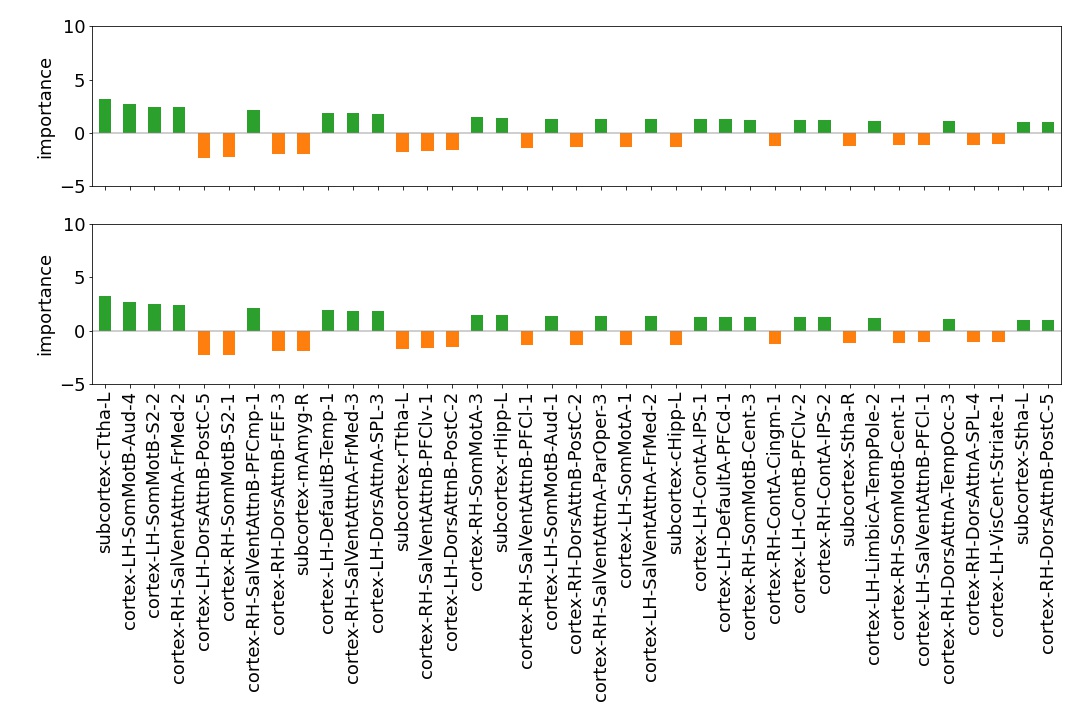 10
5
0
−5
importance
10
5
0
−5
importance
subcortex-cTtha-L
cortex-LH-SomMotB-Aud-4
cortex-LH-SomMotB-S2-2
cortex-RH-SalVentAttnA-FrMed-2
cortex-LH-DorsAttnB-PostC-5
cortex-RH-SomMotB-S2-1
cortex-RH-SalVentAttnB-PFCmp-1
cortex-RH-DorsAttnB-FEF-3
subcortex-mAmyg-R
cortex-LH-DefaultB-Temp-1
cortex-RH-SalVentAttnA-FrMed-3
cortex-LH-DorsAttnA-SPL-3
subcortex-rTtha-L
cortex-RH-SalVentAttnB-PFClv-1
cortex-LH-DorsAttnB-PostC-2
cortex-RH-SomMotA-3
subcortex-rHipp-L
cortex-RH-SalVentAttnB-PFCl-1
cortex-LH-SomMotB-Aud-1
cortex-RH-DorsAttnB-PostC-2
cortex-RH-SalVentAttnA-ParOper-3
cortex-LH-SomMotA-1
cortex-LH-SalVentAttnA-FrMed-2
subcortex-cHipp-L
cortex-LH-ContA-IPS-1
cortex-LH-DefaultA-PFCd-1
cortex-RH-SomMotB-Cent-3
cortex-RH-ContA-Cingm-1
cortex-LH-ContB-PFClv-2
cortex-RH-ContA-IPS-2
subcortex-Stha-R
cortex-LH-LimbicA-TempPole-2
cortex-RH-SomMotB-Cent-1
cortex-LH-SalVentAttnB-PFCl-1
cortex-RH-DorsAttnA-TempOcc-3
cortex-RH-DorsAttnA-SPL-4
cortex-LH-VisCent-Striate-1
subcortex-Stha-L
cortex-RH-DorsAttnB-PostC-5